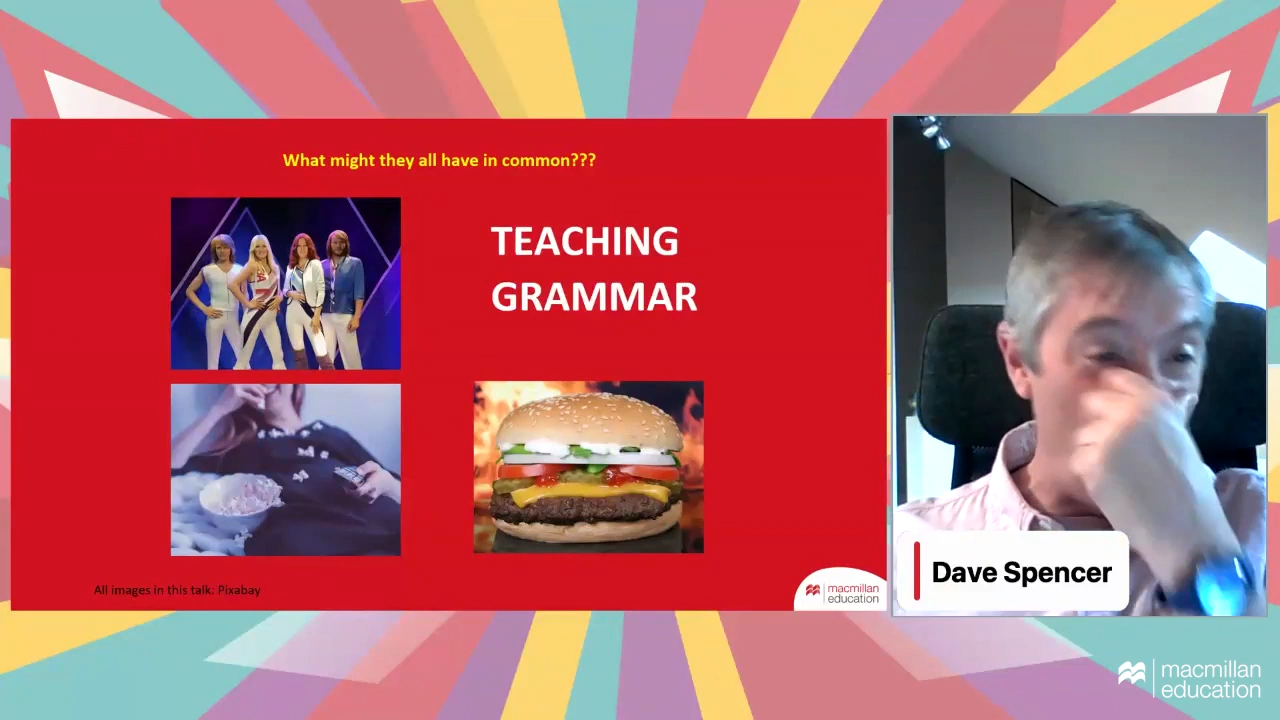 What might they all have in common???
TEACHING
GRAMMAR
All images in this talk: Pixabay
macmillan
education
Dave Spencer
macmillan
education